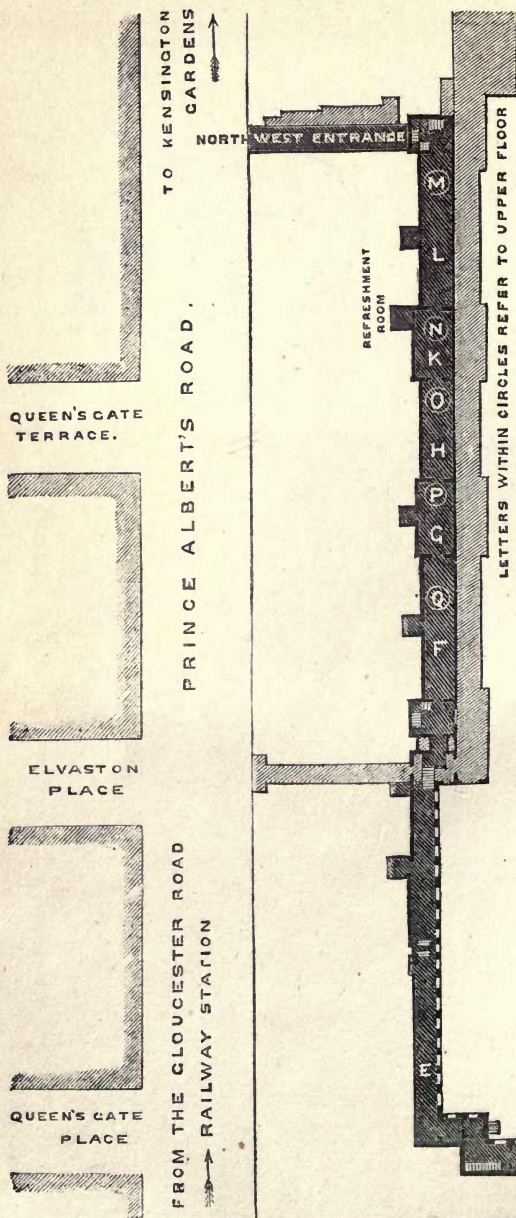 TO KENSINGTON
GARDENS
NORTH WEST ENTRANCE
M
L
REFRESHMENT
ROOM
N
K
O
H
P
G
Q
F
E
QUEEN'S GATE
TERRACE.
PRINCE ALBERT'S ROAD.
ELVASTON
PLACE
FROM THE GLOUCESTER ROAD
RAILWAY STATION
QUEEN'S GATE
PLACE
LETTERS WITHIN CIRCLES REFER TO UPPER FLOOR